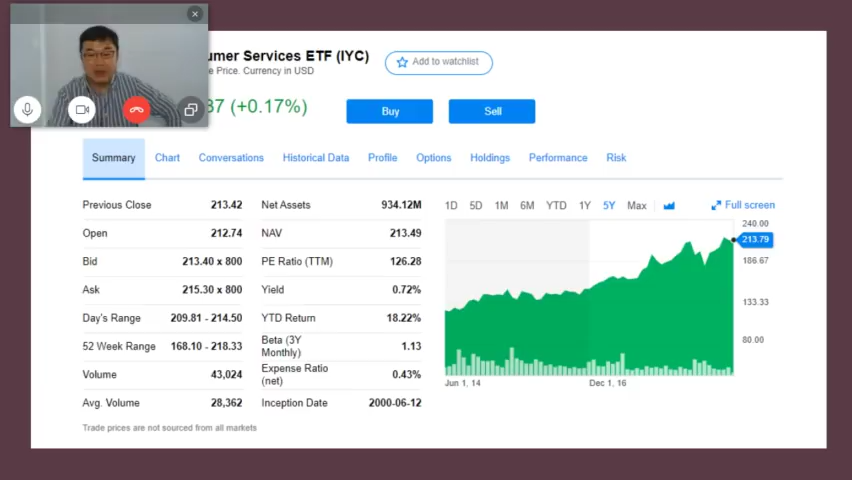 umer Services ETF (IYC)
e Price. Currency in USD
Add to watchlist
37 (+0.17%)
Buy
Sell
Summary Chart Conversations Historical Data Profile Options Holdings Performance Risk
Previous Close 213.42
Open 212.74
Bid 213.40 x 800
Ask 215.30 x 800
Day's Range 209.81 - 214.50
52 Week Range 168.10 - 218.33
Volume 43,024
Avg. Volume 28,362
Net Assets 934.12M
NAV 213.49
PE Ratio (TTM) 126.28
Yield 0.72%
YTD Return 18.22%
Beta (3Y
Monthly) 1.13
Expense Ratio
(net) 0.43%
Inception Date 2000-06-12
1D 5D 1M 6M YTD 1Y 5Y Max Full screen
240.00
213.79
186.67
133.33
80.00
Jun 1, 14 Dec 1, 16
Trade prices are not sourced from all markets